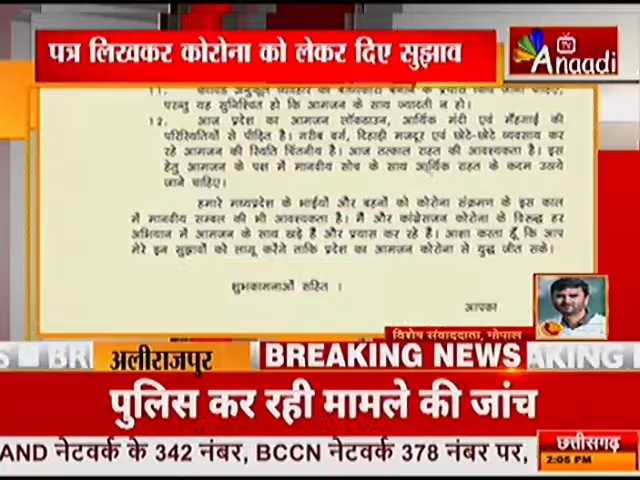 पत्र लिखकर कोरोना को लेकर दिए सुझाव
TV
Anaadi
11.
परन्तु यह सुनिश्चित हो कि आमजन के साथ ज्यादती न हो।
12. आज प्रदेश का आमजन लॉकडाउन, आर्थिक मंदी एवं मँहगाई की
परिस्थितियों से पीड़ित है। गरीब वर्ग, दिहाड़ी मजदूर एवं छोटे-छोटे व्यवसाय कर
रहे आमजन की स्थिति चिंतनीय है। आज तत्काल राहत की आवश्यकता है। इस
हेतु आमजन के पक्ष में मानवीय सोच के साथ आर्थिक राहत के कदम उठाये
जाने चाहिए।
हमारे मध्यप्रदेश के भाईयों और बहनों को कोरोना संक्रमण के इस काल
में मानवीय सम्बल की भी आवश्यकता है। मैं और कांग्रेसजन कोरोना के विरूद्ध हर
अभियान में आमजन के साथ खड़े हैं और प्रयास कर रहे हैं। आशा करता हूँ कि आप
मेरे इन सुझावों को लागू करेंगे ताकि प्रदेश का आमजन कोरोना से युद्ध जीत सके।
शुभकामनाओं सहित ।
आपका
विशेष संवाददाता, भोपाल
S BR अलीराजपुर BREAKING NEWS AKING
पुलिस कर रही मामले की जांच
AND नेटवर्क के 342 नंबर, BCCN नेटवर्क 378 नंबर पर,
छत्तीसगढ़
2:05 PM